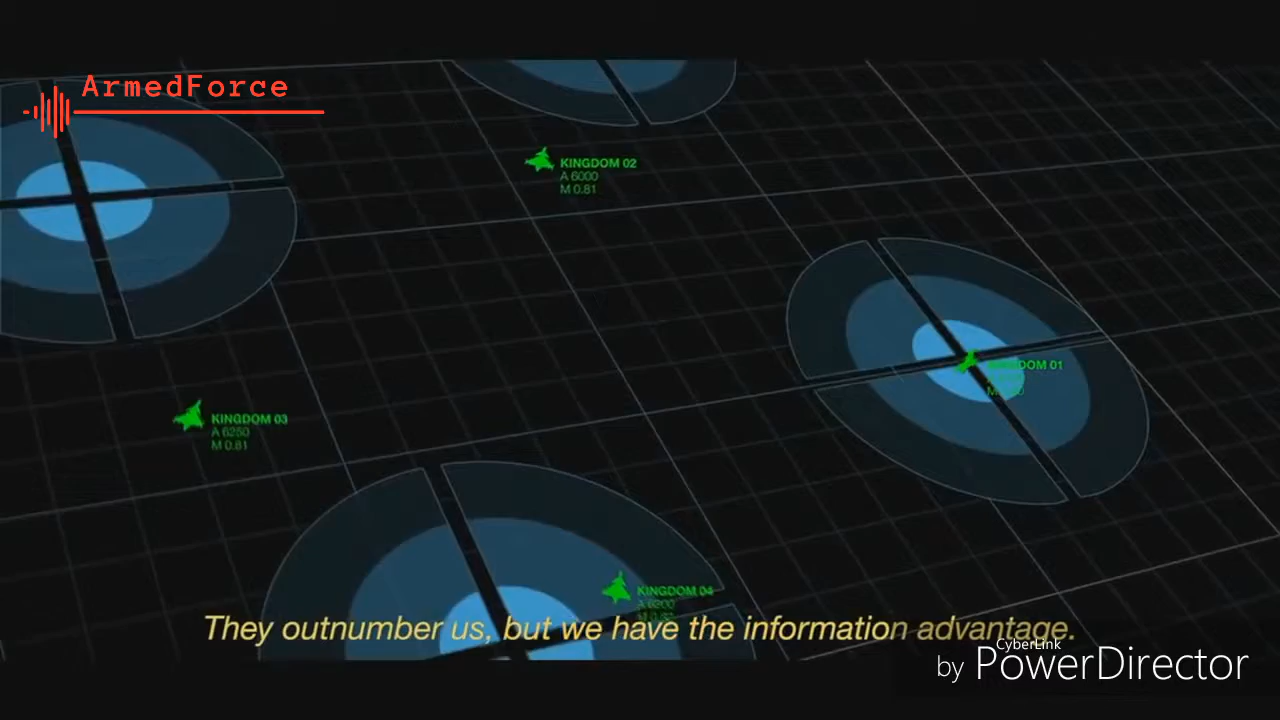 ArmedForce
KINGDOM 02
A 6000
M 0.81
KINGDOM 01
KINGDOM 03
A 6250
M 0.81
KINGDOM 04
A 6200
They outnumber us, but we have the information advantage.
CyberLink
by PowerDirector